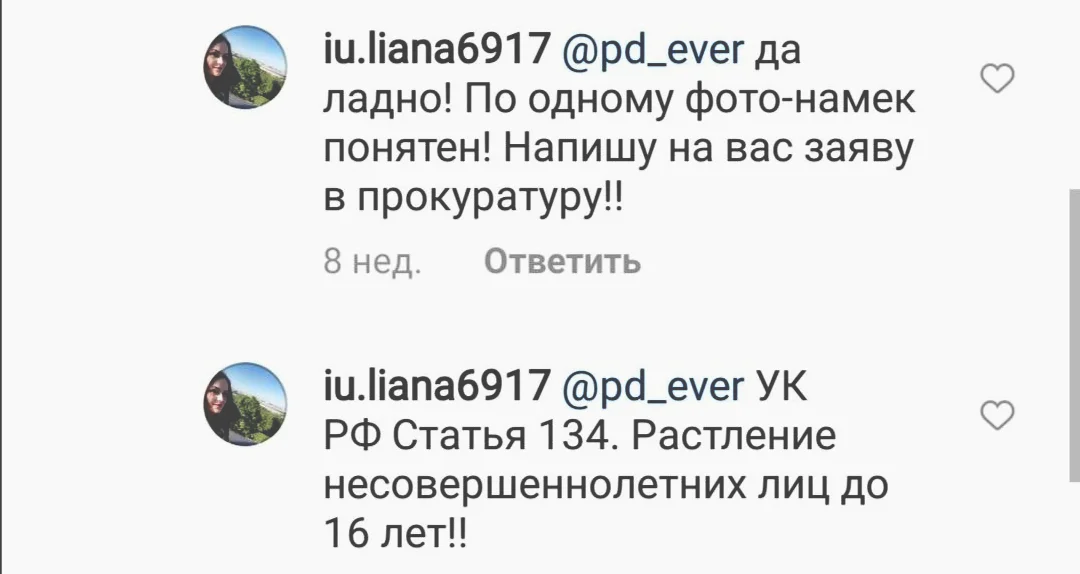 iu.liana6917 @pd_ever да
ладно! По одному фото-намек
понятен! Напишу на вас заяву
в прокуратуру!!
8 нед. Ответить
iu.liana6917 @pd_ever УК
РФ Статья 134. Растление
несовершеннолетних лиц до
16 лет!!